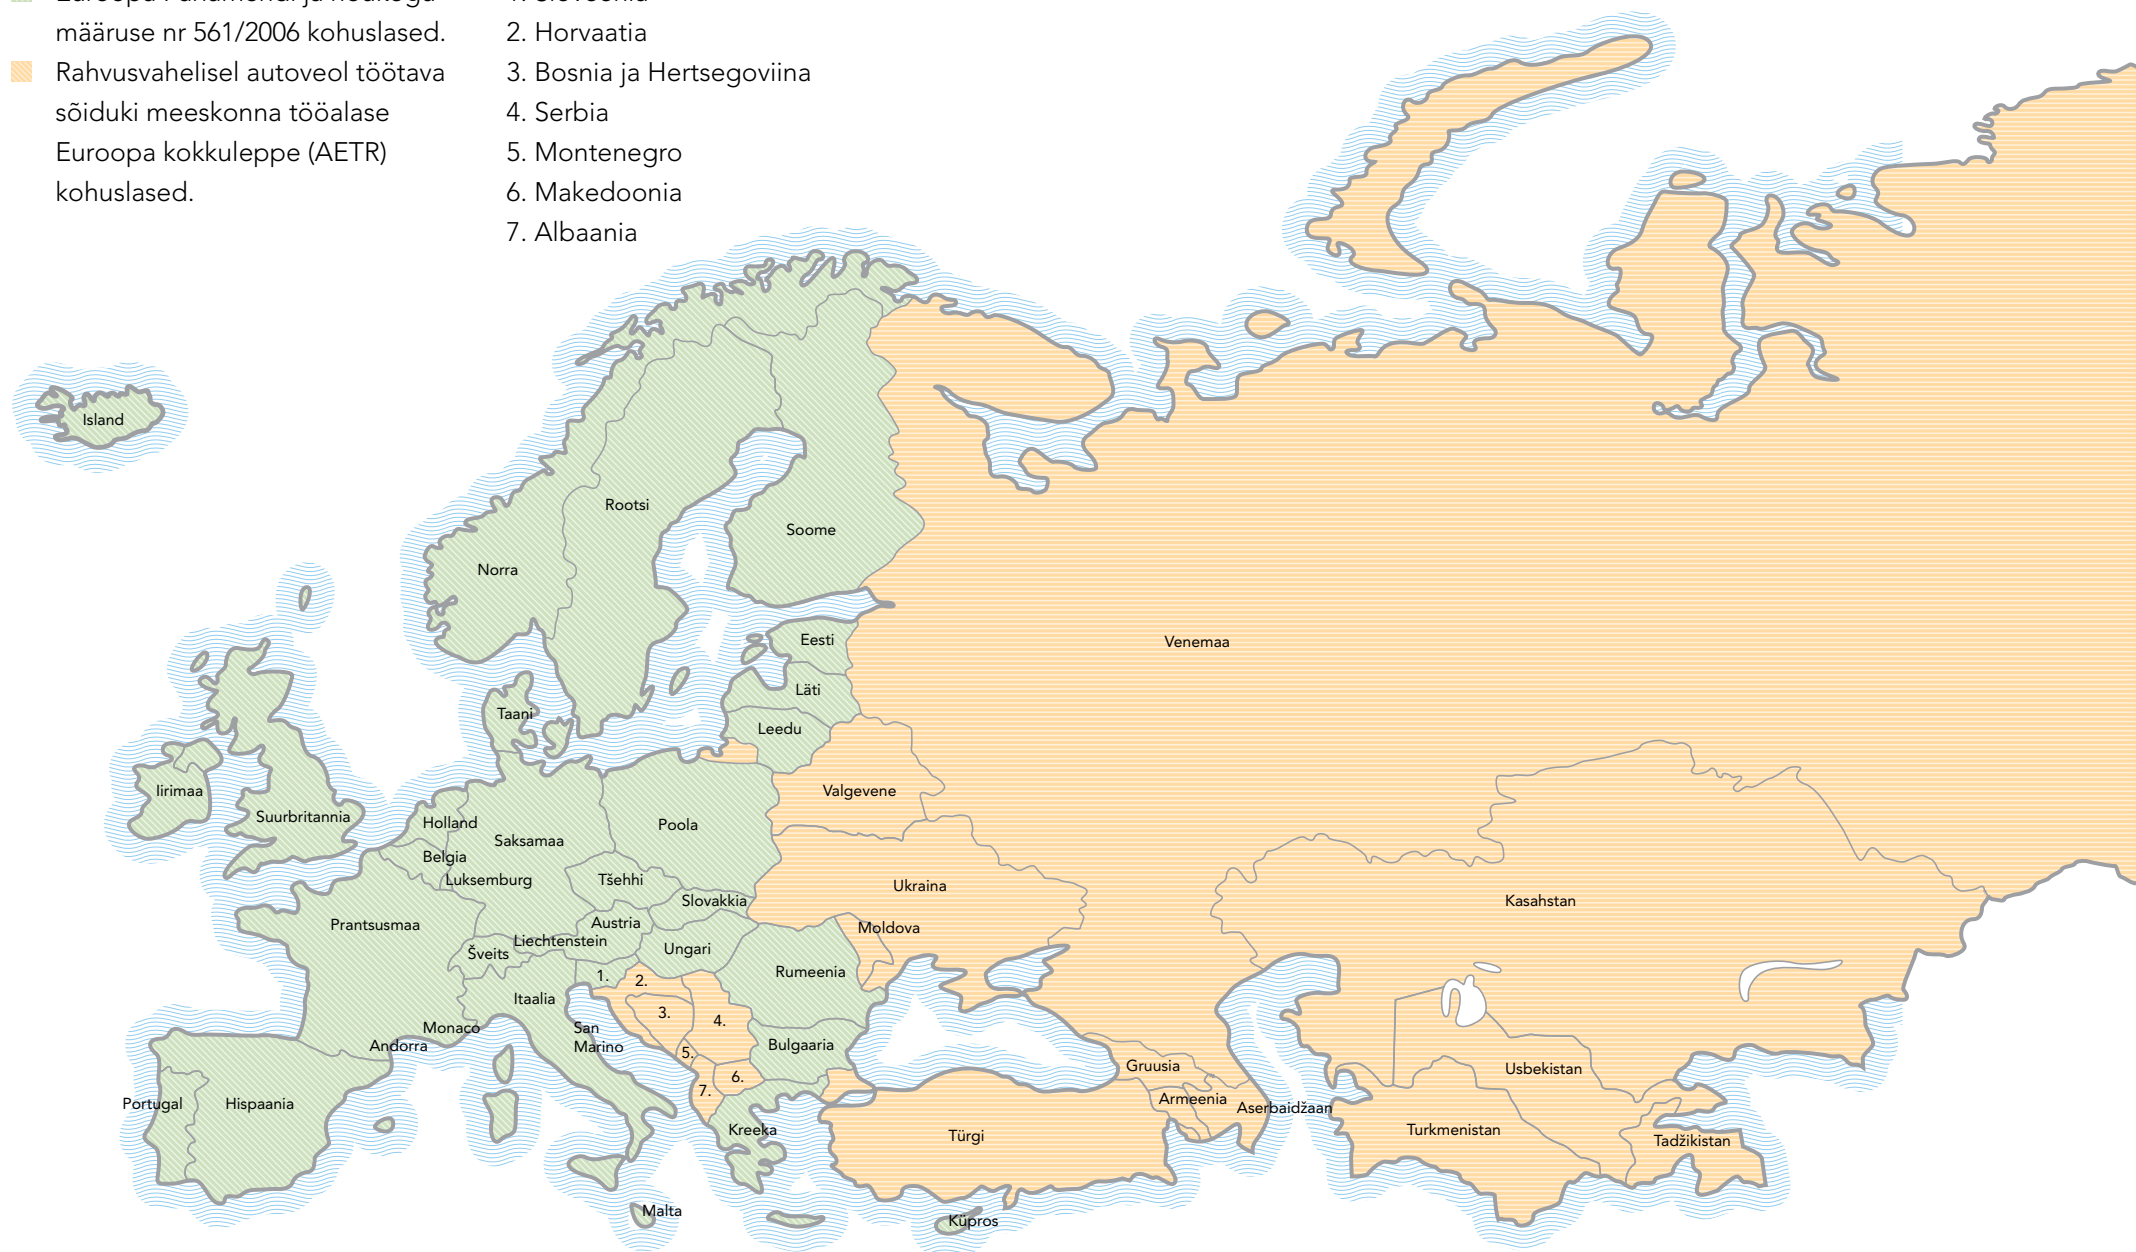 määruse nr 561/2006 kohuslased.
Rahvusvahelisel autoveol töötava
sõiduki meeskonna tööalase
Euroopa kokkuleppe (AETR)
kohuslased.
2. Horvaatia
3. Bosnia ja Hertsegoviina
4. Serbia
5. Montenegro
6. Makedoonia
7. Albaania
Island
Rootsi
Soome
Norra
Eesti
Venemaa
Läti
Taani
Leedu
Iirimaa
Valgevene
Suurbritannia
Holland
Poola
Saksamaa
Belgia
Luksemburg
Tšehhi
Ukraina
Slovakkia
Kasahstan
Prantsusmaa
Austria
Moldova
Liechtenstein
Ungari
Šveits
Rumeenia
1.
2.
Itaalia
3.
4.
Monaco
San
Marino
Andorra
Bulgaaria
5.
Gruusia
Usbekistan
6.
7.
Portugal
Hispaania
Armeenia
Aserbaidžaan
Kreeka
Türgi
Turkmenistan
Tadžikistan
Malta
Küpros